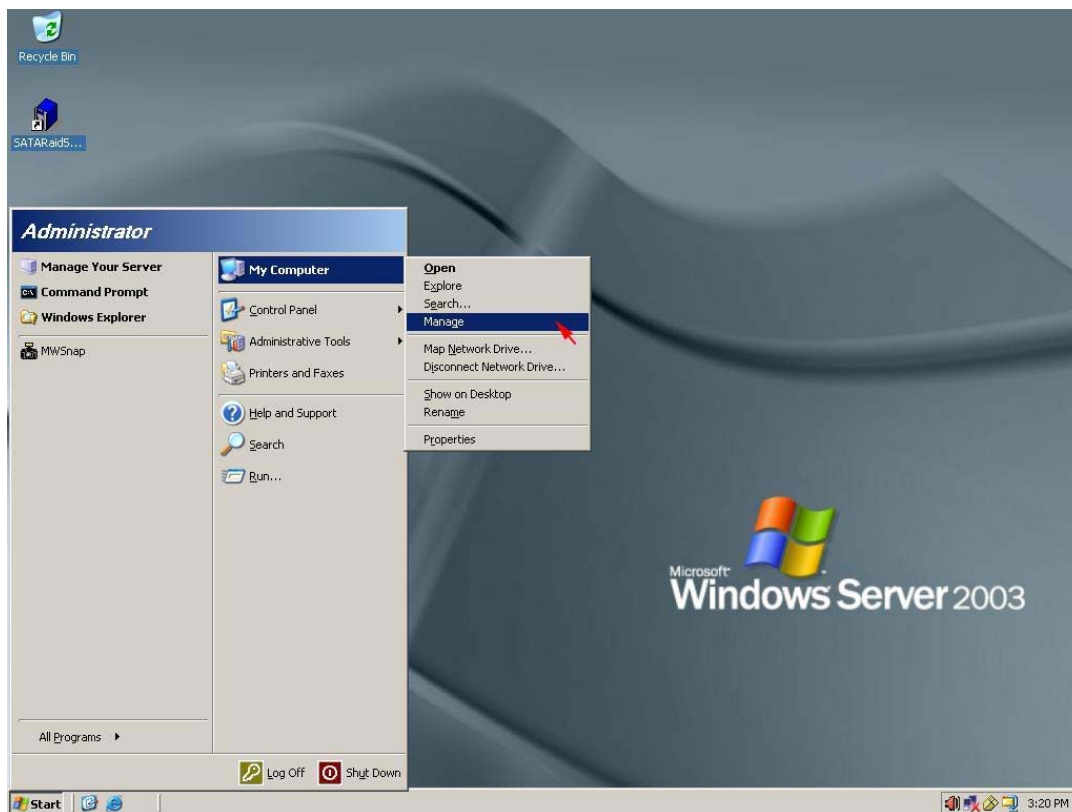 Recycle Bin
SATARaid5...
Administrator
Manage Your Server
Command Prompt
Windows Explorer
MWSnap
All Programs
My Computer
Control Panel
Administrative Tools
Printers and Faxes
Help and Support
Search
Run...
Log Off
Shut Down
Open
Explore
Search...
Manage
Map Network Drive...
Disconnect Network Drive...
Show on Desktop
Rename
Properties
Microsoft
Windows Server 2003
Start
3:20 PM